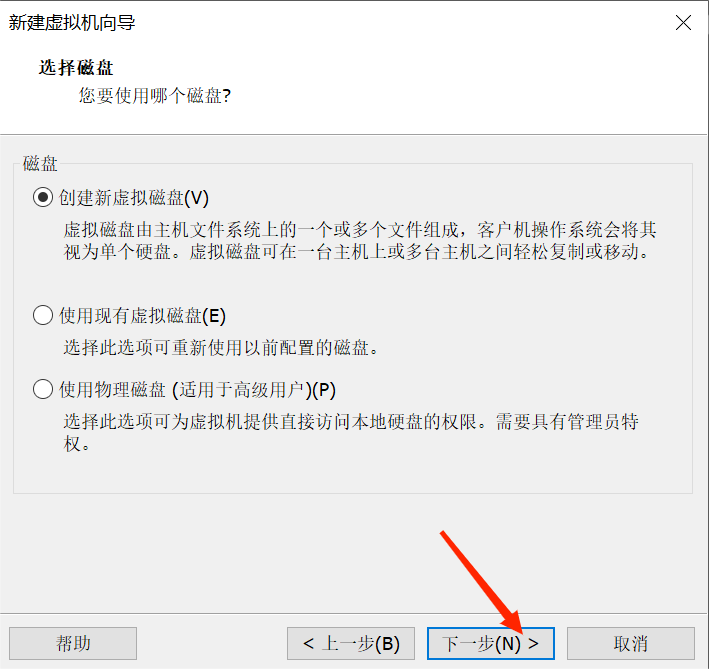 新建虚拟机向导
选择磁盘
您要使用哪个磁盘?
磁盘
创建新虚拟磁盘(V)
虚拟磁盘由主机文件系统上的一个或多个文件组成，客户机操作系统会将其
视为单个硬盘。虚拟磁盘可在一台主机上或多台主机之间轻松复制或移动。
使用现有虚拟磁盘(E)
选择此选项可重新使用以前配置的磁盘。
使用物理磁盘 (适用于高级用户)(P)
选择此选项可为虚拟机提供直接访问本地硬盘的权限。需要具有管理员特
权。
帮助
< 上一步(B)
下一步(N) >
取消